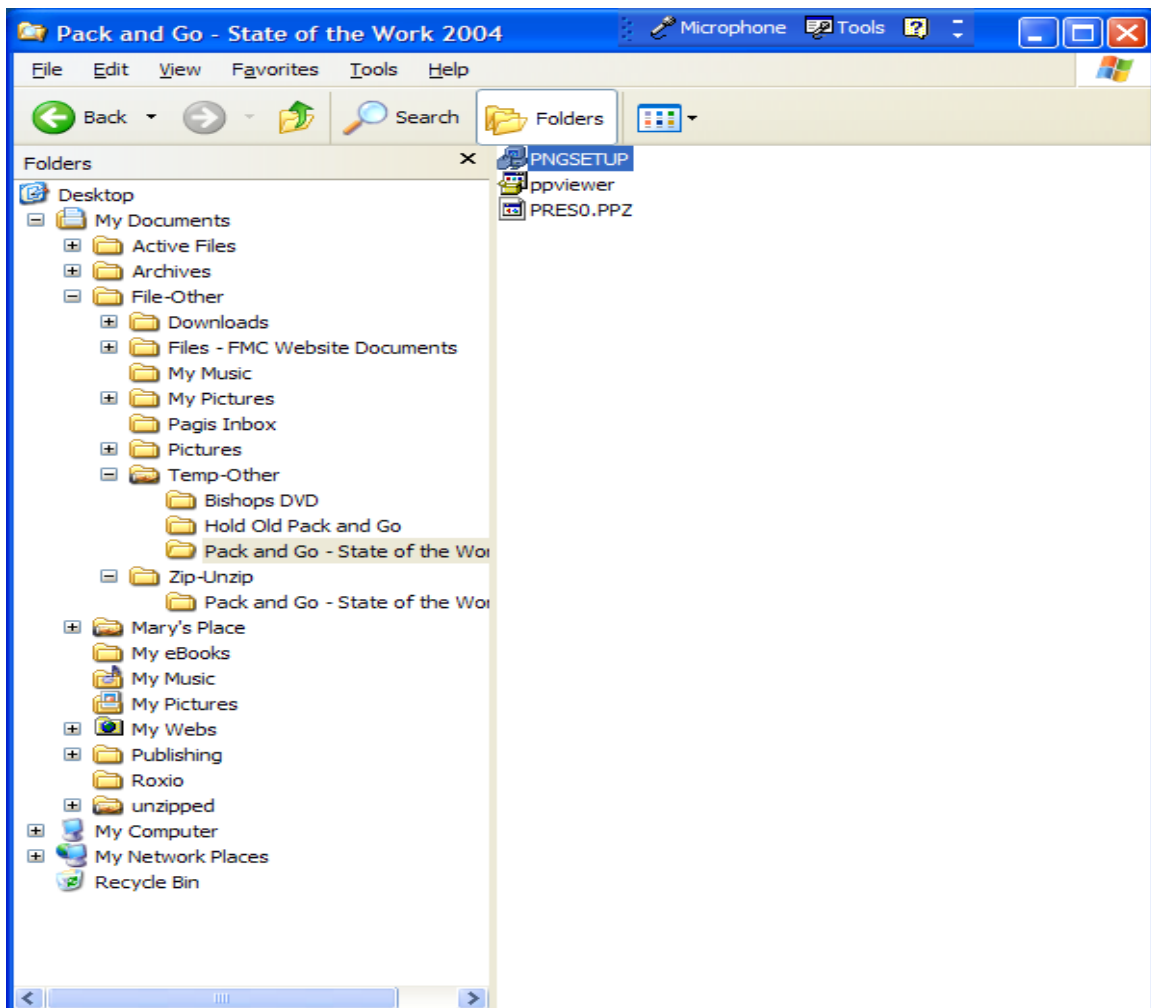 Pack and Go - State of the Work 2004
Microphone Tools
File Edit View Favorites Tools Help
Back Search Folders
Folders
Desktop
My Documents
Active Files
Archives
File-Other
Downloads
Files - FMC Website Documents
My Music
My Pictures
Pagis Inbox
Pictures
Temp-Other
Bishops DVD
Hold Old Pack and Go
Pack and Go - State of the Wor
Zip-Unzip
Pack and Go - State of the Wor
Mary's Place
My eBooks
My Music
My Pictures
My Webs
Publishing
Roxio
unzipped
My Computer
My Network Places
Recycle Bin
PNGSETUP
ppviewer
PRES0.PPZ